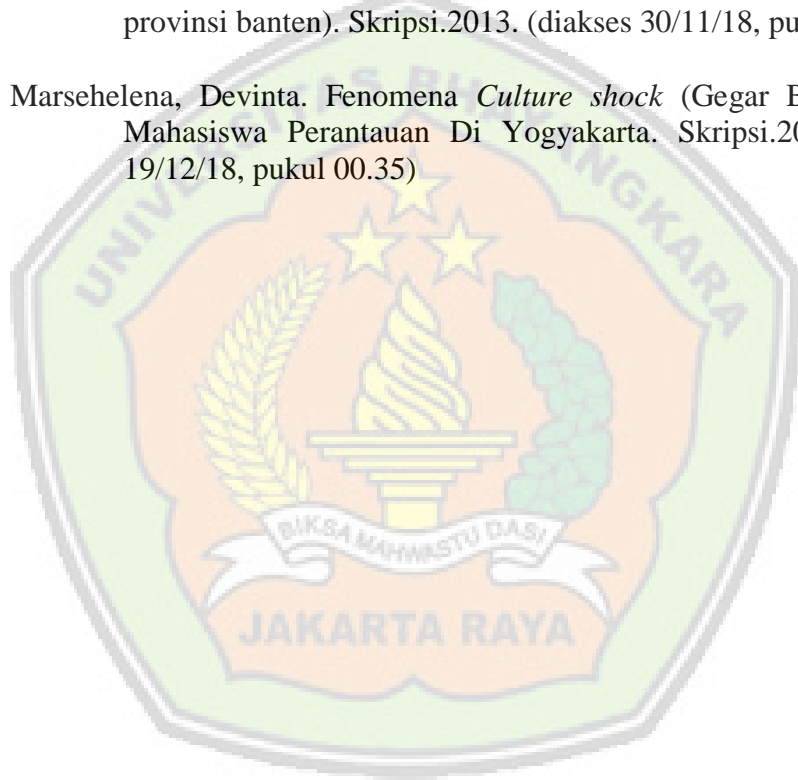 provinsi banten). Skripsi.2013. (diakses 30/11/18, pu
Marsehelena, Devinta. Fenomena Culture shock (Gegar B
Mahasiswa Perantauan Di Yogyakarta. Skripsi.20
19/12/18, pukul 00.35)
UNIVERSITAS BHAYANGKARA
BIKSA MAHWASTU DASI
JAKARTA RAYA